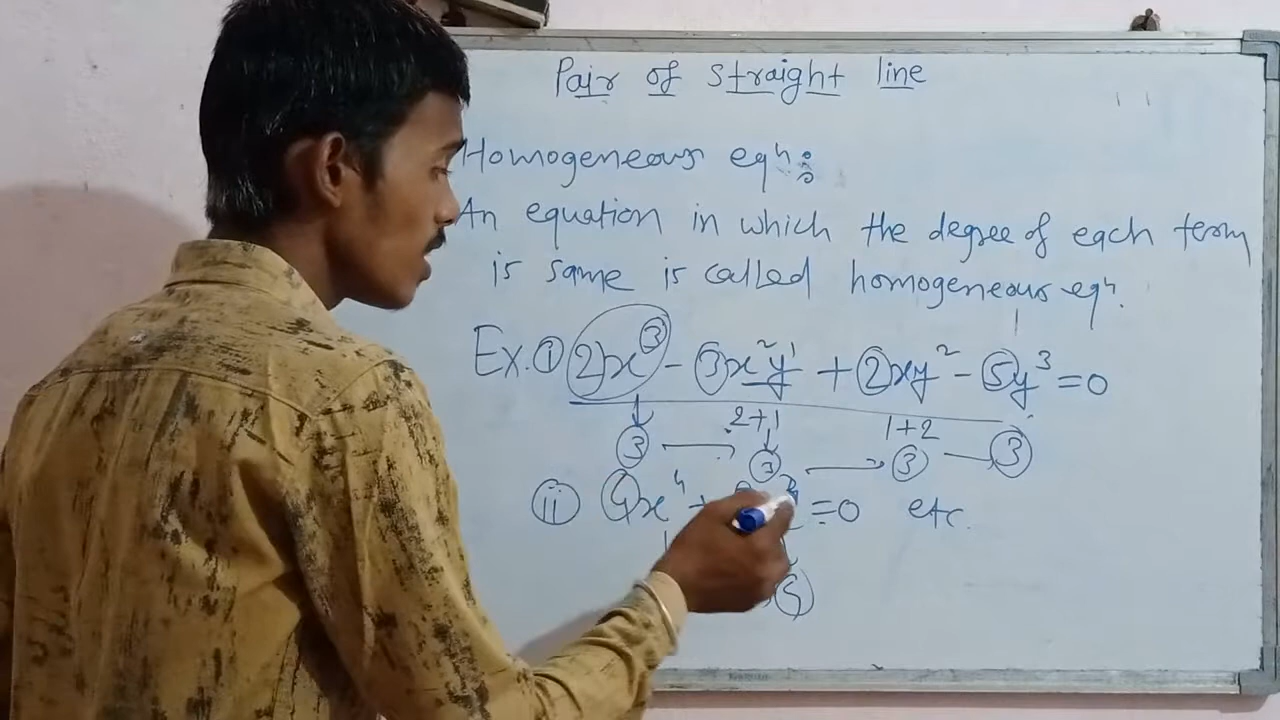 Pair of straight line
Homogeneous eqⁿ:
An equation in which the degree of each term
is same is called homogeneous eqⁿ.
Ex. ① 2x³ - 3x²y¹ + 2xy² - 5y³ = 0
2+1 1+2
③ → ③ → ③ → ③
ⓘⓘ 4x⁴ + =0 etc.